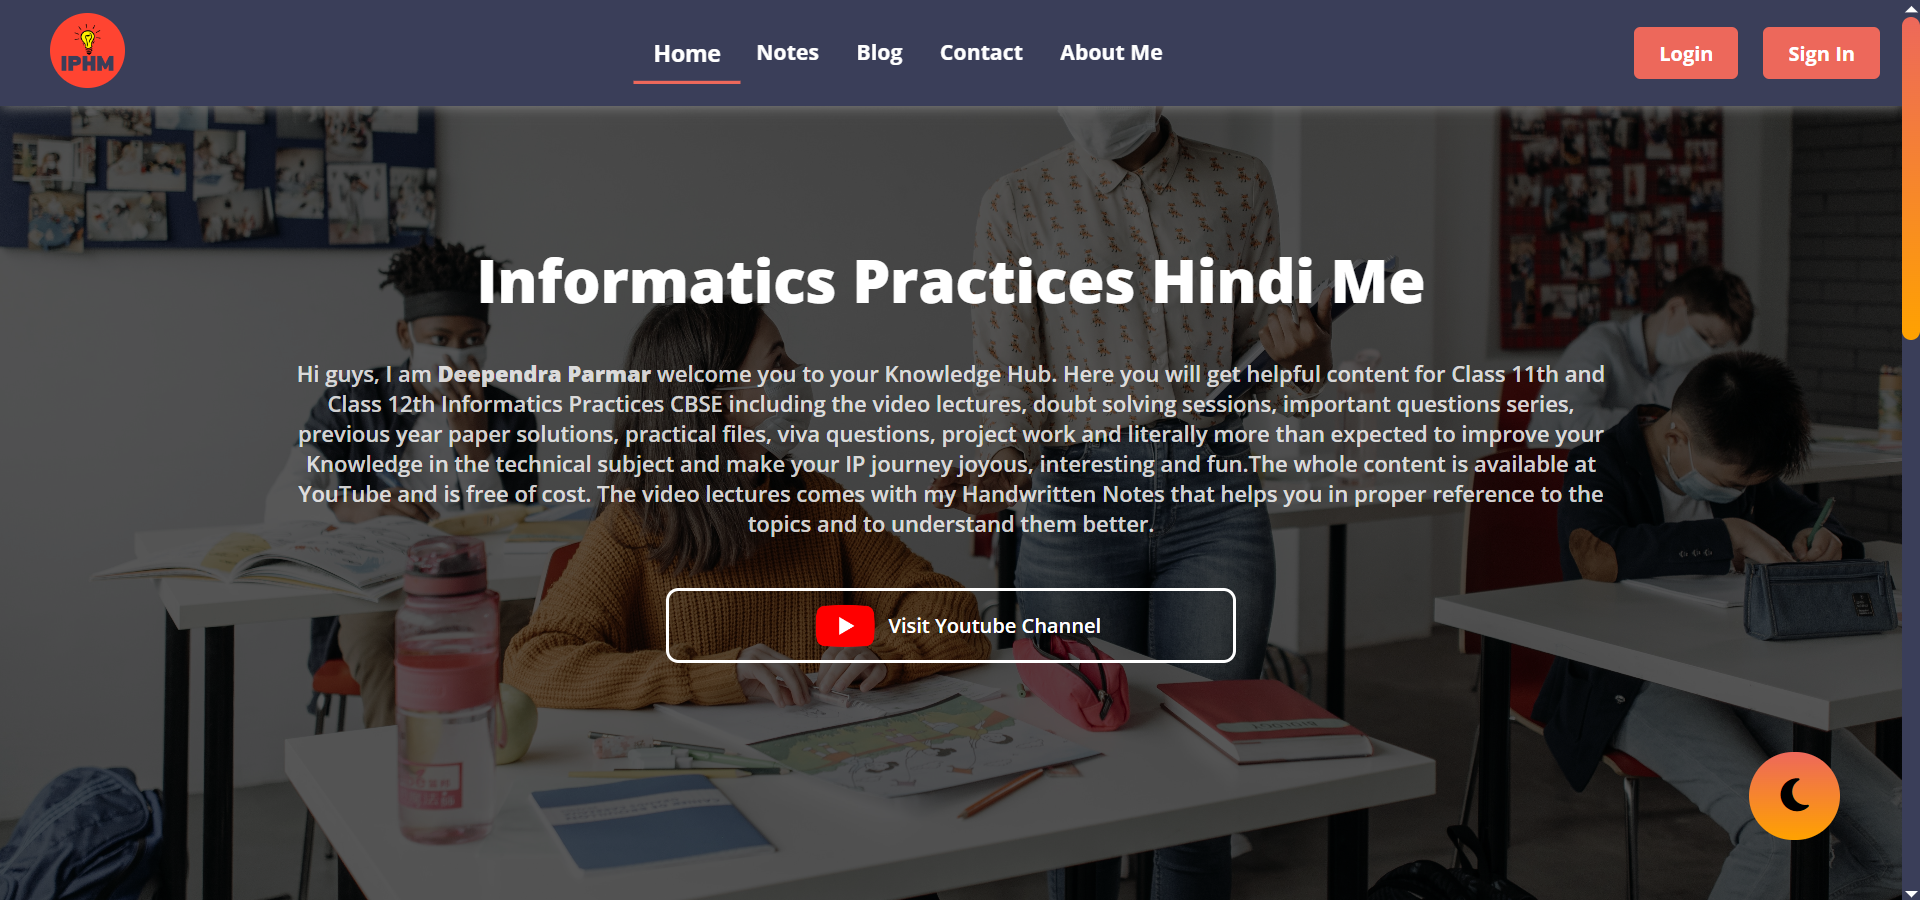 IPHM
Home Notes Blog Contact About Me
Login Sign In
Informatics Practices Hindi Me
Hi guys, I am Deependra Parmar welcome you to your Knowledge Hub. Here you will get helpful content for Class 11th and
Class 12th Informatics Practices CBSE including the video lectures, doubt solving sessions, important questions series,
previous year paper solutions, practical files, viva questions, project work and literally more than expected to improve your
Knowledge in the technical subject and make your IP journey joyous, interesting and fun.The whole content is available at
YouTube and is free of cost. The video lectures comes with my Handwritten Notes that helps you in proper reference to the
topics and to understand them better.
Visit Youtube Channel
BIOLOGY